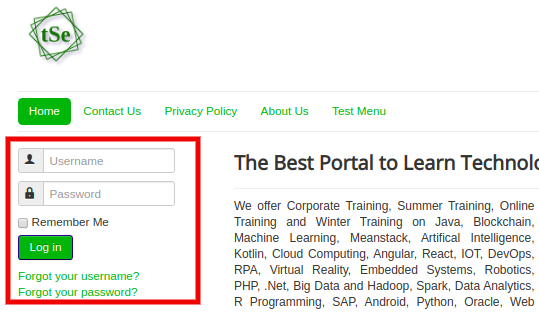 tSe
Home Contact Us Privacy Policy About Us Test Menu
Username
Password
Remember Me
Log in
Forgot your username?
Forgot your password?
The Best Portal to Learn Technolo
We offer Corporate Training, Summer Training, Online
Training and Winter Training on Java, Blockchain,
Machine Learning, Meanstack, Artifical Intelligence,
Kotlin, Cloud Computing, Angular, React, IOT, DevOps,
RPA, Virtual Reality, Embedded Systems, Robotics,
PHP, .Net, Big Data and Hadoop, Spark, Data Analytics,
R Programming, SAP, Android, Python, Oracle, Web